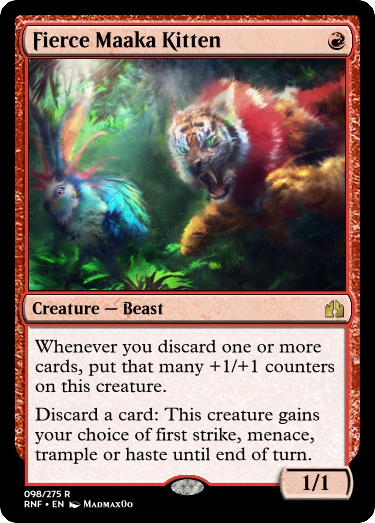 Fierce Maaka Kitten
Creature — Beast
Whenever you discard one or more
cards, put that many +1/+1 counters
on this creature.
Discard a card: This creature gains
your choice of first strike, menace,
trample or haste until end of turn.
1/1
098/275 R
RNF • EN MadMax0o